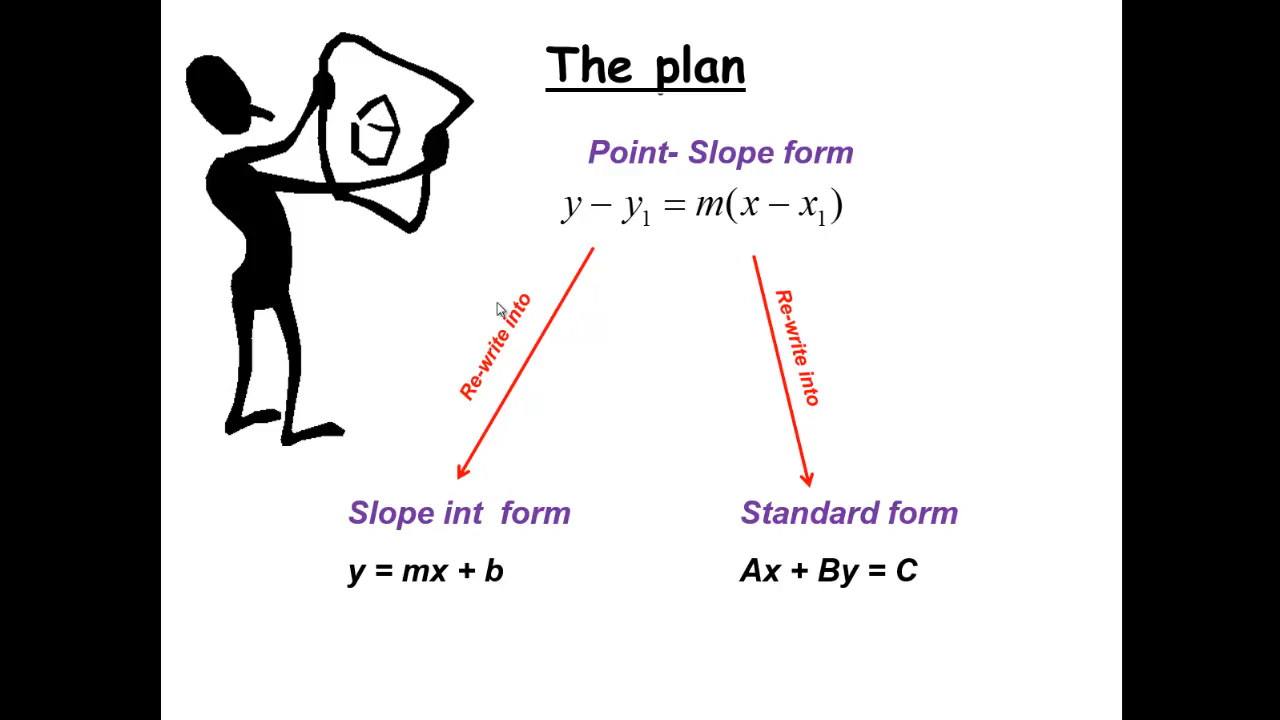 The plan
Point- Slope form
y − y₁ = m(x − x₁)
Re-write into
Re-write into
Slope int form
Standard form
y = mx + b
Ax + By = C